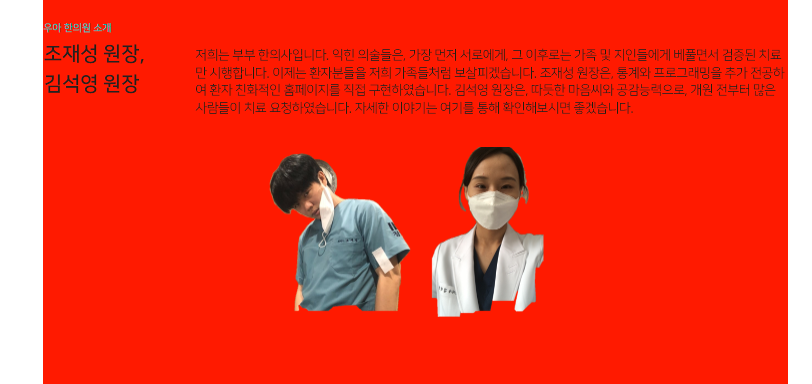 우아 한의원 소개
조재성 원장,
김석영 원장
저희는 부부 한의사입니다. 익힌 의술들은, 가장 먼저 서로에게, 그 이후로는 가족 및 지인들에게 베풀면서 검증된 치료
만 시행합니다. 이제는 환자분들을 저희 가족들처럼 보살피겠습니다. 조재성 원장은, 통계와 프로그래밍을 추가 전공하
여 환자 친화적인 홈페이지를 직접 구현하였습니다. 김석영 원장은, 따듯한 마음씨와 공감능력으로, 개원 전부터 많은
사람들이 치료 요청하였습니다. 자세한 이야기는 여기를 통해 확인해보시면 좋겠습니다.